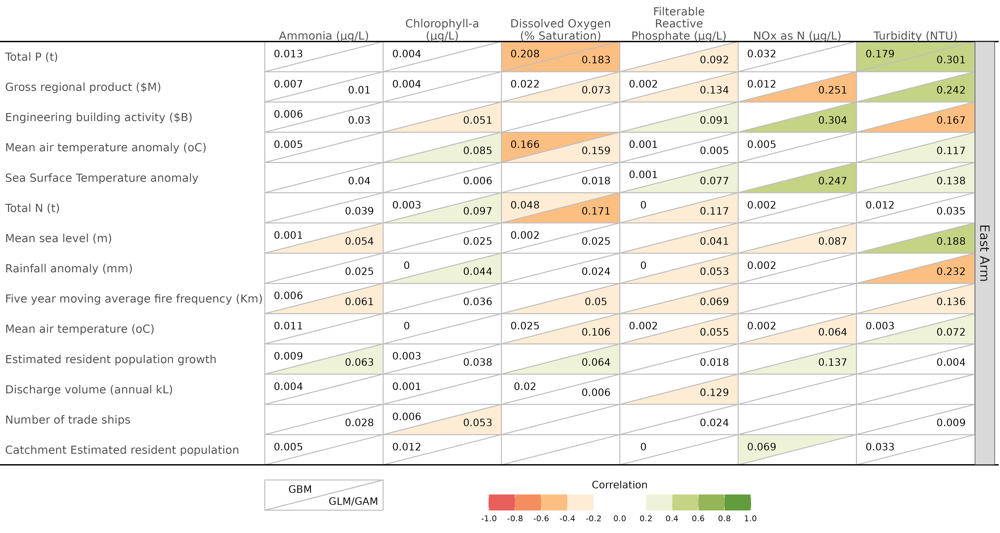 Filterable
Chlorophyll-a Dissolved Oxygen Reactive
Ammonia (µg/L) (µg/L) (% Saturation) Phosphate (µg/L) NOx as N (µg/L) Turbidity (NTU)
Total P (t) 0.013 0.004 0.208 0.183 0.092 0.032 0.179 0.301
Gross regional product ($M) 0.007 0.01 0.004 0.022 0.073 0.002 0.134 0.012 0.251 0.242
Engineering building activity ($B) 0.006 0.03 0.051 0.091 0.304 0.167
Mean air temperature anomaly (oC) 0.005 0.085 0.166 0.159 0.001 0.005 0.005 0.117
Sea Surface Temperature anomaly 0.04 0.006 0.018 0.001 0.077 0.247 0.138
Total N (t) 0.039 0.003 0.097 0.048 0.171 0 0.117 0.002 0.012 0.035
Mean sea level (m) 0.001 0.054 0.025 0.002 0.025 0.041 0.087 0.188
Rainfall anomaly (mm) 0.025 0 0.044 0.024 0 0.053 0.002 0.232
Five year moving average fire frequency (Km) 0.006 0.061 0.036 0.05 0.069 0.136
Mean air temperature (oC) 0.011 0 0.025 0.106 0.002 0.055 0.002 0.064 0.003 0.072
Estimated resident population growth 0.009 0.063 0.003 0.038 0.064 0.018 0.137 0.004
Discharge volume (annual kL) 0.004 0.001 0.02 0.006 0.129
Number of trade ships 0.028 0.006 0.053 0.024 0.009
Catchment Estimated resident population 0.005 0.012 0 0.069 0.033
East Arm
GBM
GLM/GAM
Correlation
-1.0 -0.8 -0.6 -0.4 -0.2 0.0 0.2 0.4 0.6 0.8 1.0